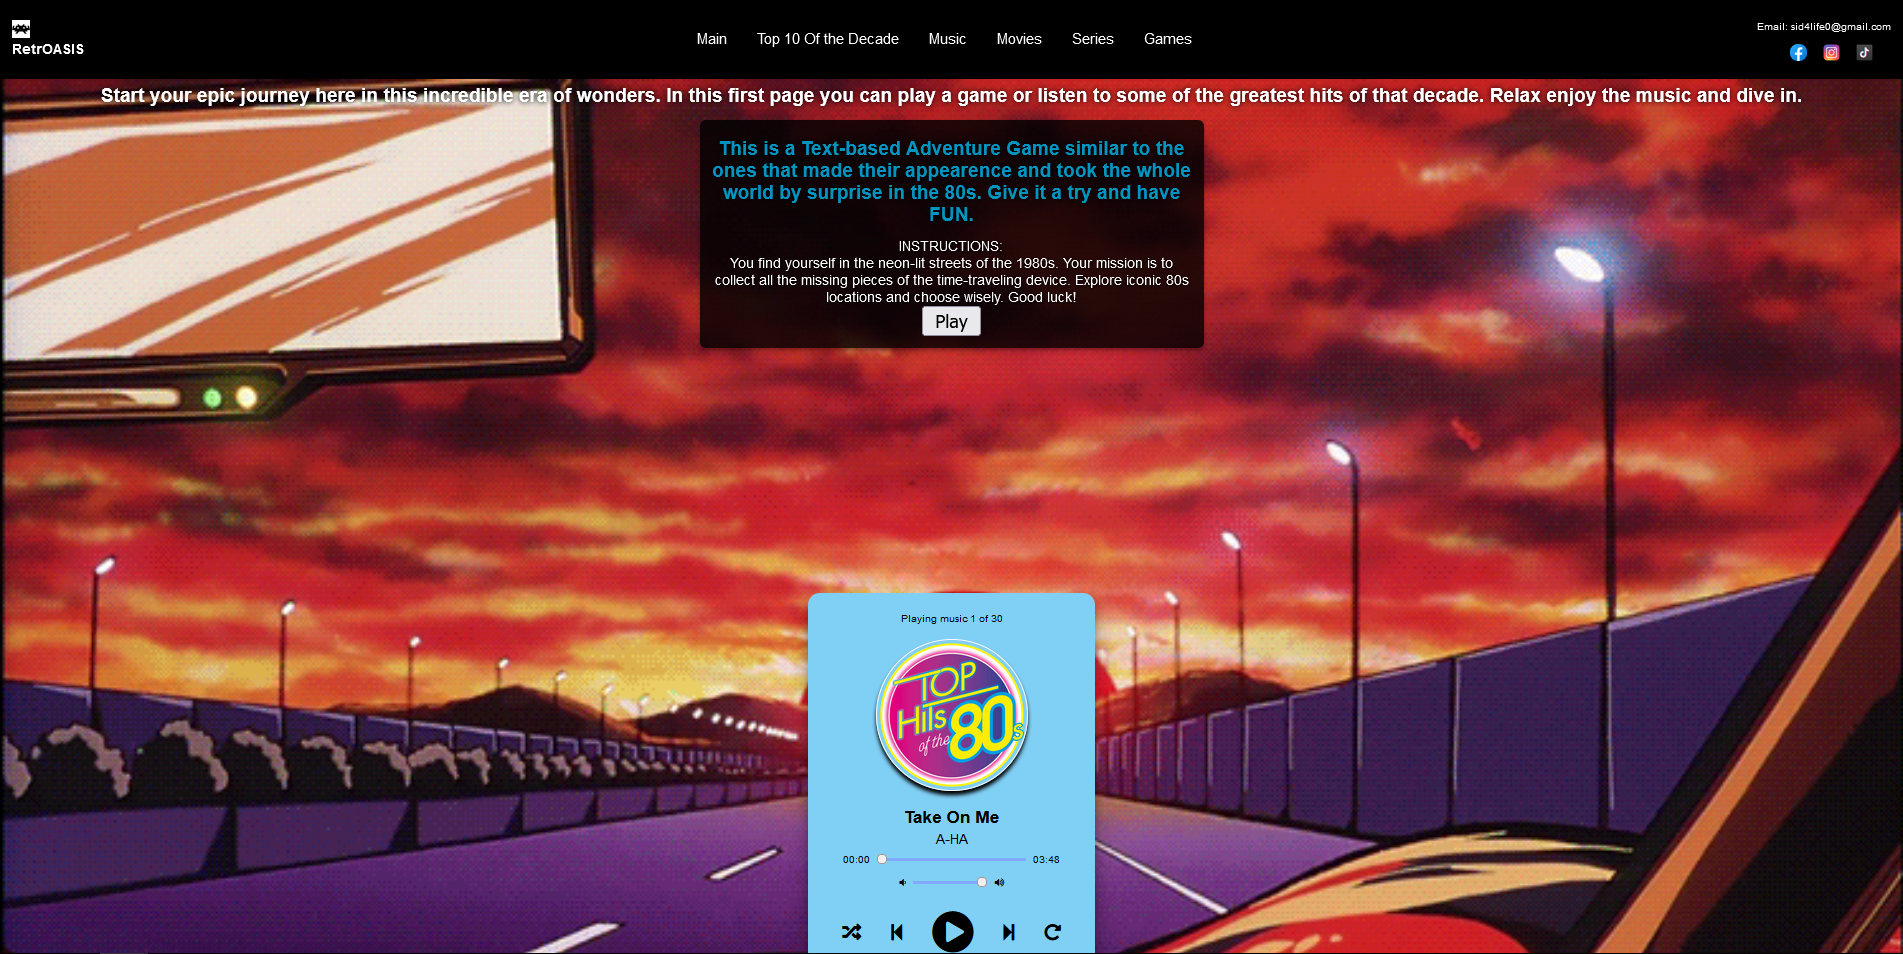 RetrOASIS
Main
Top 10 Of the Decade
Music
Movies
Series
Games
Email: sid4life0@gmail.com
Start your epic journey here in this incredible era of wonders. In this first page you can play a game or listen to some of the greatest hits of that decade. Relax enjoy the music and dive in.
This is a Text-based Adventure Game similar to the
ones that made their appearence and took the whole
world by surprise in the 80s. Give it a try and have
FUN.
INSTRUCTIONS:
You find yourself in the neon-lit streets of the 1980s. Your mission is to
collect all the missing pieces of the time-traveling device. Explore iconic 80s
locations and choose wisely. Good luck!
Play
Playing music 1 of 30
TOP
Hits
of the 80s
Take On Me
A-HA
00:00
03:48